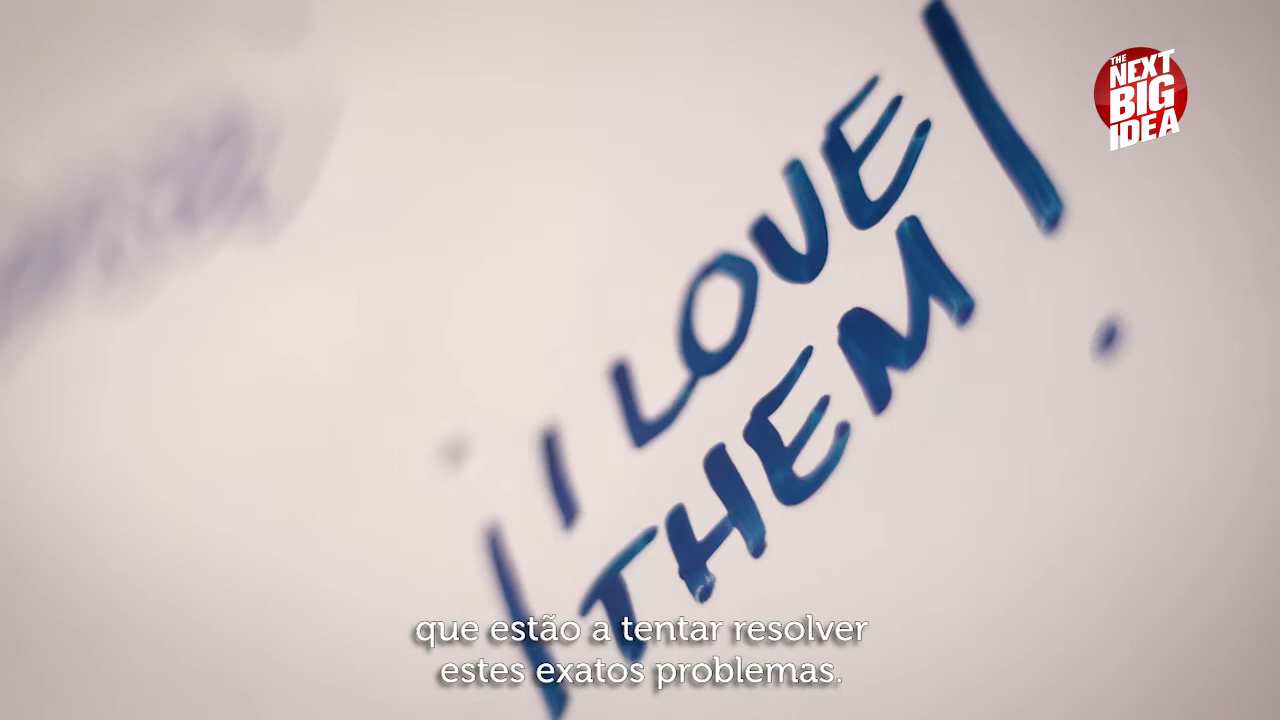 THE
NEXT
BIG
IDEA
I LOVE
THEM
que estão a tentar resolver
estes exatos problemas.